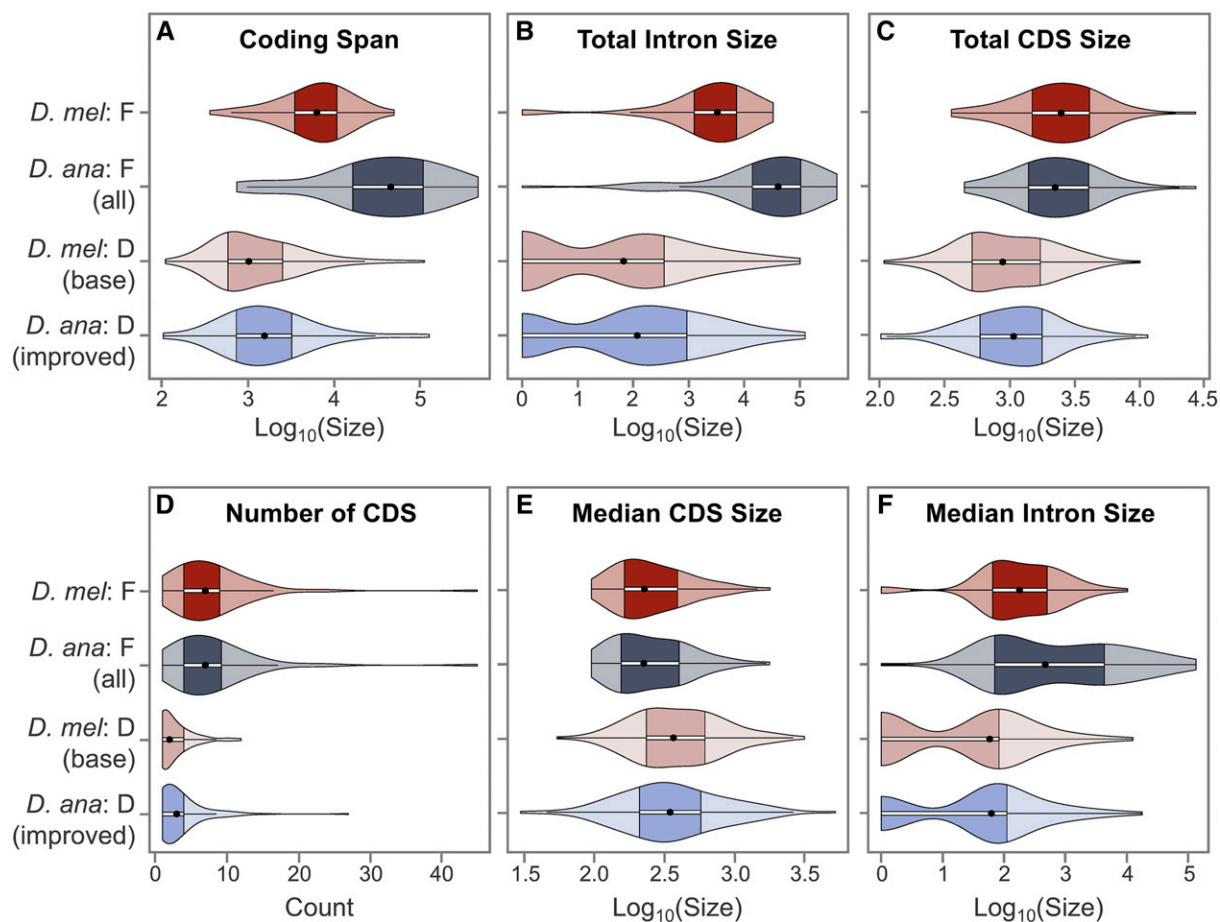 A Coding Span
B Total Intron Size
C Total CDS Size
D. mel: F
D. ana: F
(all)
D. mel: D
(base)
D. ana: D
(improved)
2 3 4 5
0 1 2 3 4 5
2.0 2.5 3.0 3.5 4.0 4.5
Log10(Size)
Log10(Size)
Log10(Size)
D Number of CDS
E Median CDS Size
F Median Intron Size
D. mel: F
D. ana: F
(all)
D. mel: D
(base)
D. ana: D
(improved)
0 10 20 30 40
1.5 2.0 2.5 3.0 3.5
0 1 2 3 4 5
Count
Log10(Size)
Log10(Size)